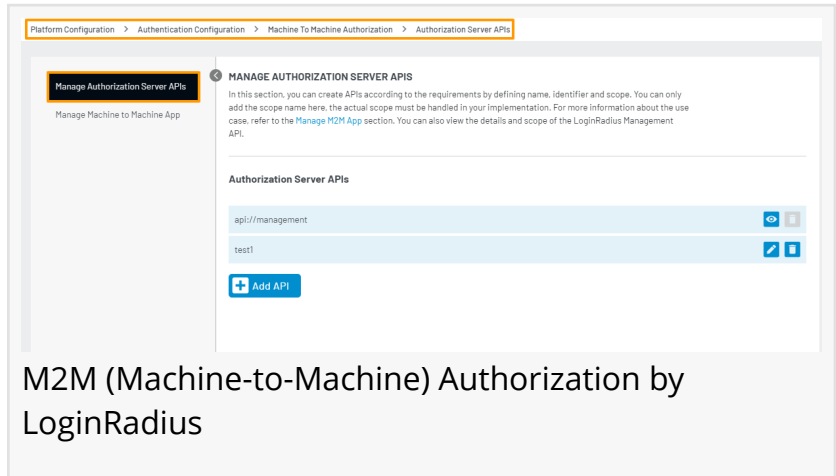 Platform Configuration > Authentication Configuration > Machine To Machine Authorization > Authorization Server APIs
Manage Authorization Server APIs
Manage Machine to Machine App
MANAGE AUTHORIZATION SERVER APIS
In this section, you can create APIs according to the requirements by defining name, identifier and scope. You can only
add the scope name here, the actual scope must be handled in your implementation. For more information about the use
case, refer to the Manage M2M App section. You can also view the details and scope of the LoginRadius Management
API.
Authorization Server APIs
api://management
test1
Add API
M2M (Machine-to-Machine) Authorization by
LoginRadius